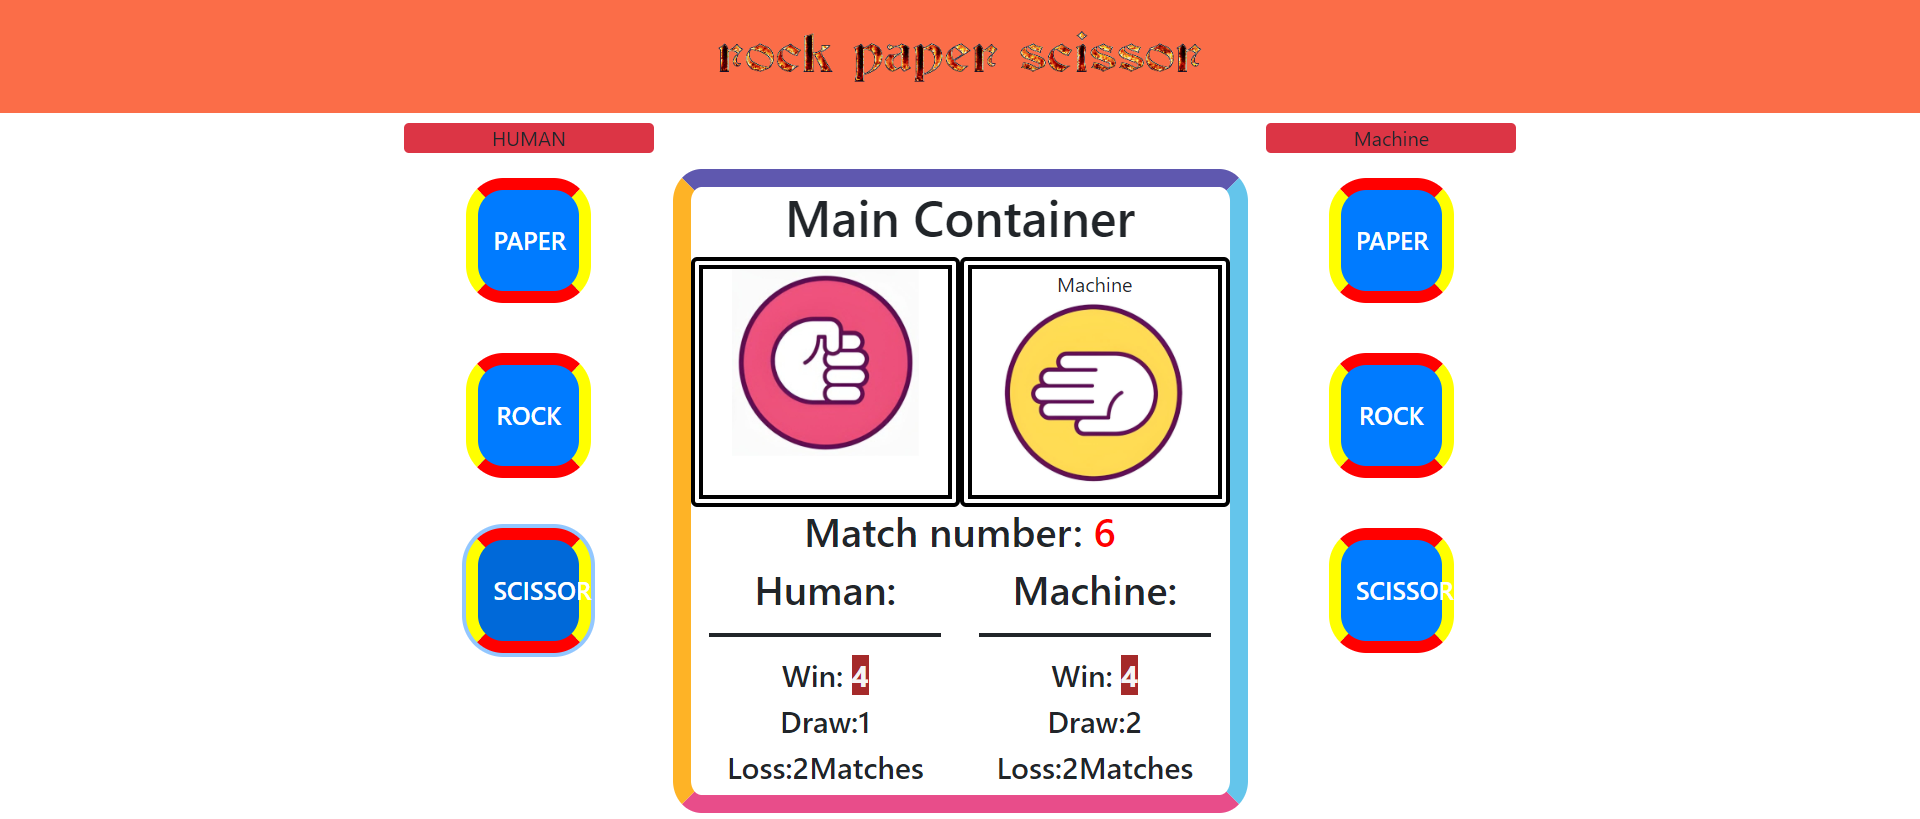 rock paper scissor
HUMAN
PAPER
ROCK
SCISSOR
Main Container
Machine
Match number: 6
Human:
Win: 4
Draw:1
Loss:2Matches
Machine:
Win: 4
Draw:2
Loss:2Matches
Machine
PAPER
ROCK
SCISSOR